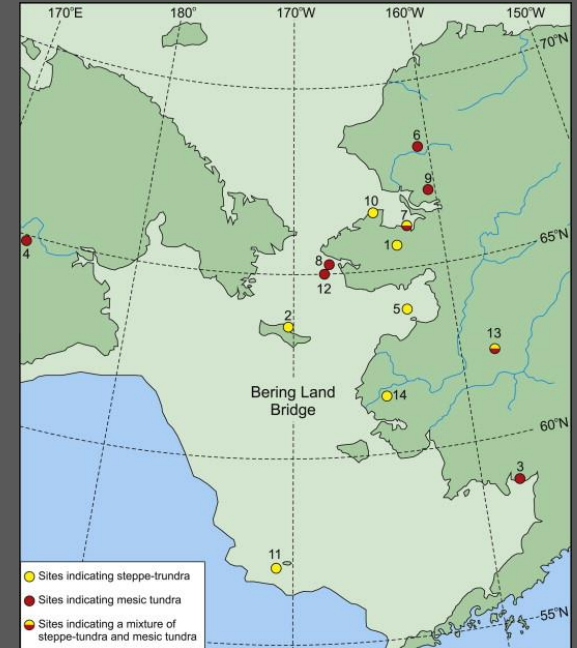 170°E 180° 170°W 160°W 150°W
70°N
6
9
10
7
65°N
4
1
8
12
5
2
13
Bering Land
Bridge
14
60°N
3
11
Sites indicating steppe-trundra
Sites indicating mesic tundra
Sites indicating a mixture of
steppe-tundra and mesic tundra
55°N